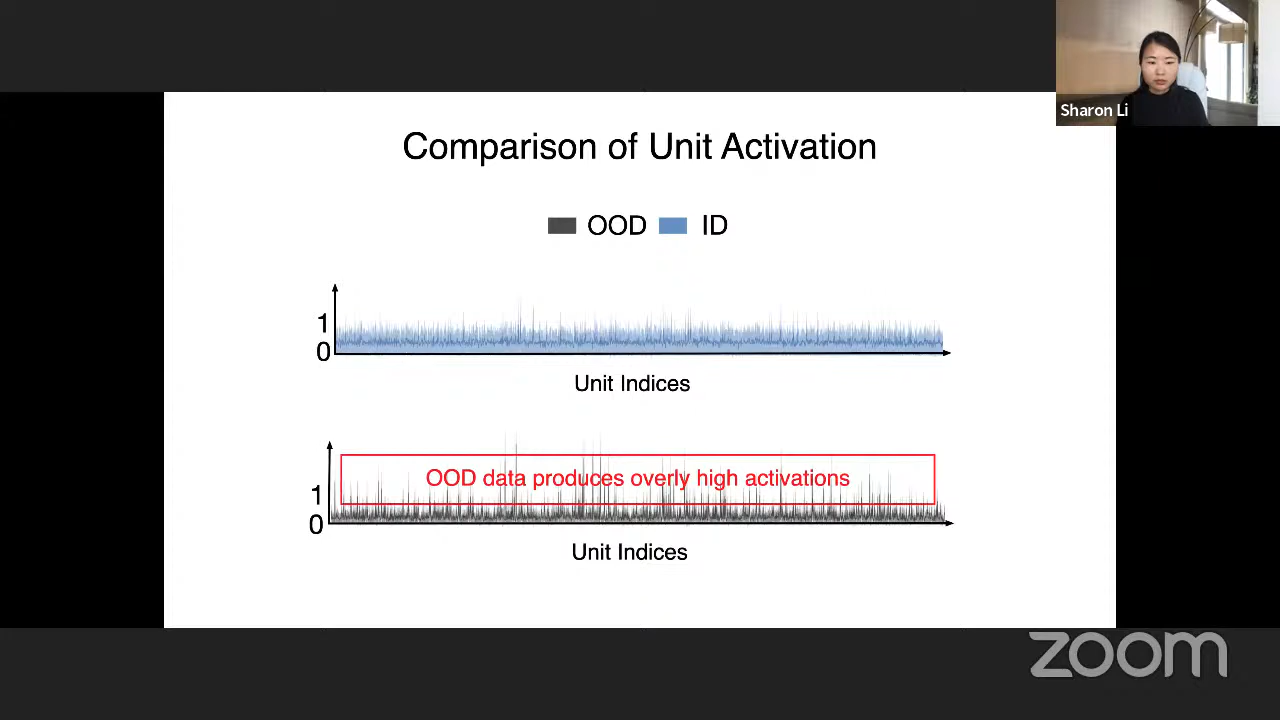 Sharon Li
Comparison of Unit Activation
OOD ID
1
0
Unit Indices
OOD data produces overly high activations
1
0
Unit Indices
zoom